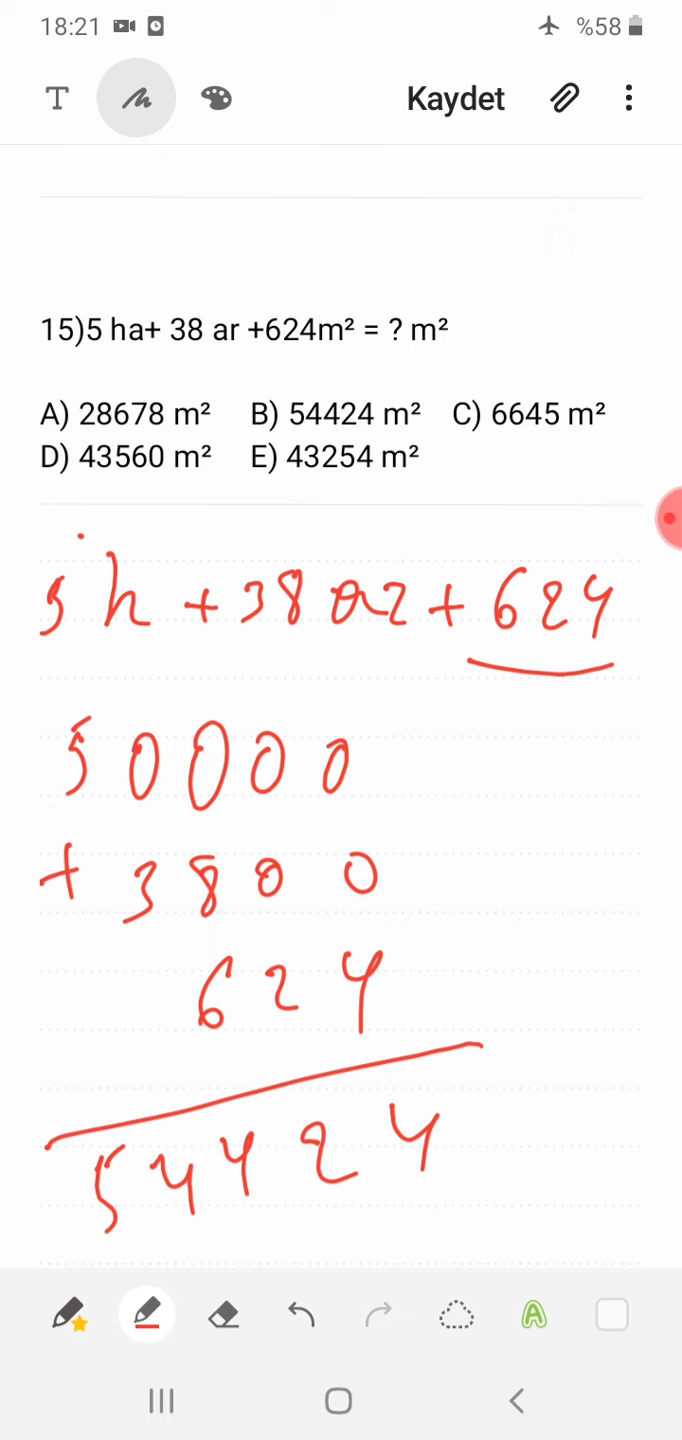 18:21 %58
T Kaydet
15)5 ha+ 38 ar +624m² = ? m²
A) 28678 m² B) 54424 m² C) 6645 m²
D) 43560 m² E) 43254 m²
5h + 38 ar + 624
50000
+ 3800
624
54424
A